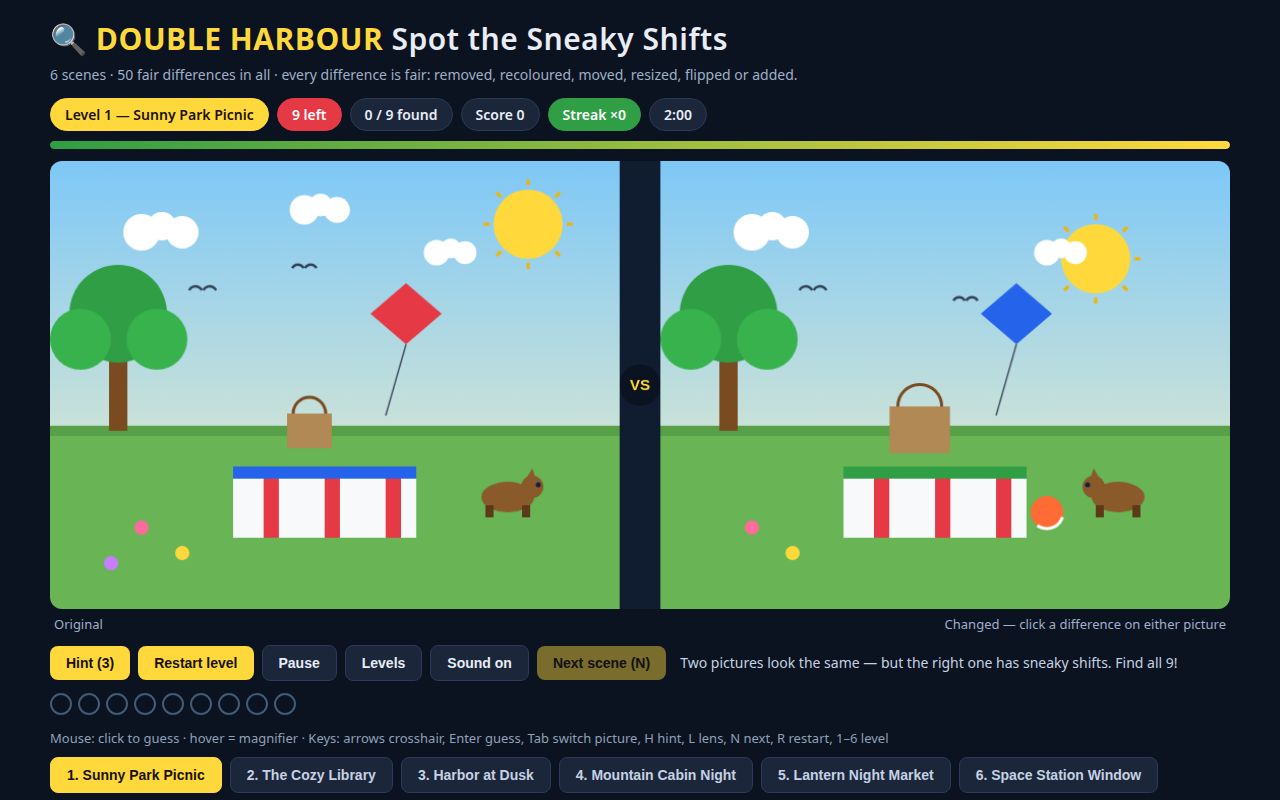 🔍 DOUBLE HARBOUR Spot the Sneaky Shifts
6 scenes · 50 fair differences in all · every difference is fair: removed, recoloured, moved, resized, flipped or added.
Level 1 — Sunny Park Picnic 9 left 0 / 9 found Score 0 Streak ×0 2:00
VS
Original Changed — click a difference on either picture
Hint (3) Restart level Pause Levels Sound on Next scene (N) Two pictures look the same — but the right one has sneaky shifts. Find all 9!
Mouse: click to guess · hover = magnifier · Keys: arrows crosshair, Enter guess, Tab switch picture, H hint, L lens, N next, R restart, 1–6 level
1. Sunny Park Picnic 2. The Cozy Library 3. Harbor at Dusk 4. Mountain Cabin Night 5. Lantern Night Market 6. Space Station Window